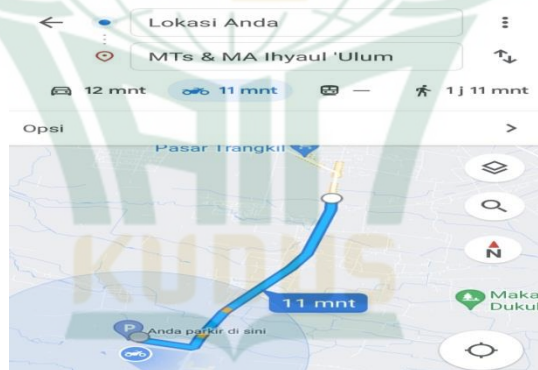 Lokasi Anda
MTs & MA Ihyaul 'Ulum
12 mnt 11 mnt — 1 j 11 mnt
Opsi >
Pasar Trangkil
N
11 mnt
Maka
Dukul
P
Anda parkir di sini
KUDUS